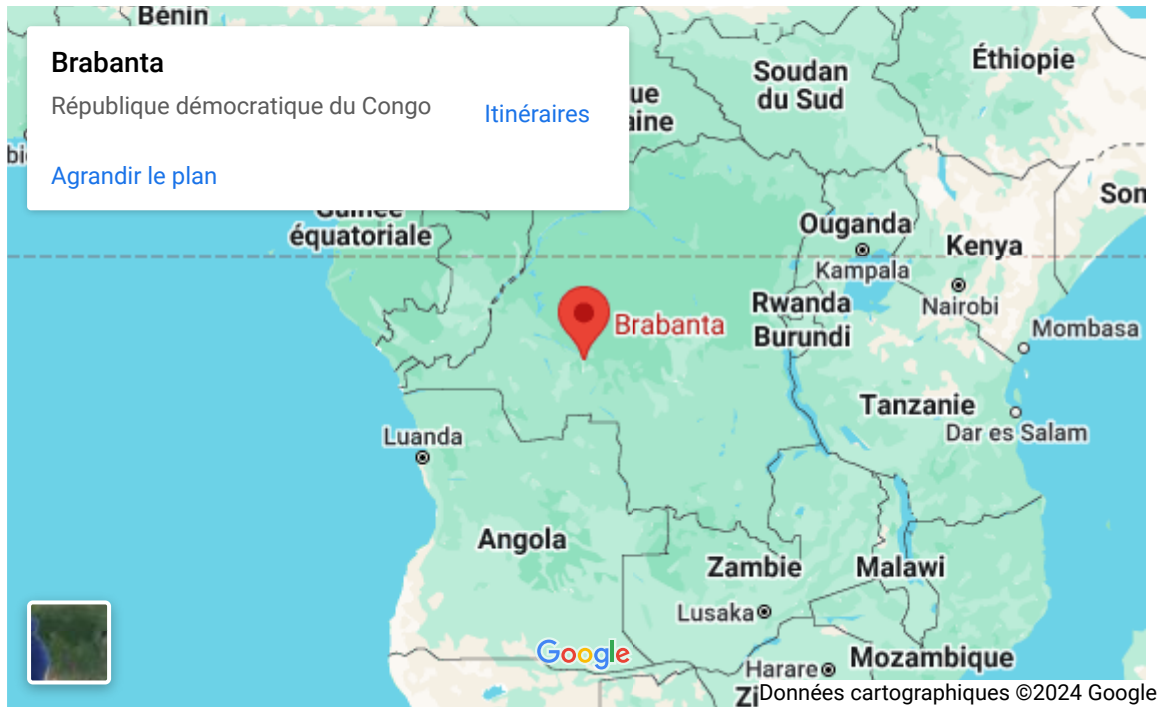 Bénin
Brabanta
République démocratique du Congo
Itinéraires
Agrandir le plan
Soudan
du Sud
Éthiopie
équatoriale
Ouganda
Kampala
Kenya
Nairobi
Rwanda
Burundi
Brabanta
Mombasa
Tanzanie
Dar es Salam
Luanda
Angola
Zambie
Malawi
Lusaka
Google
Harare
Mozambique
Données cartographiques ©2024 Google